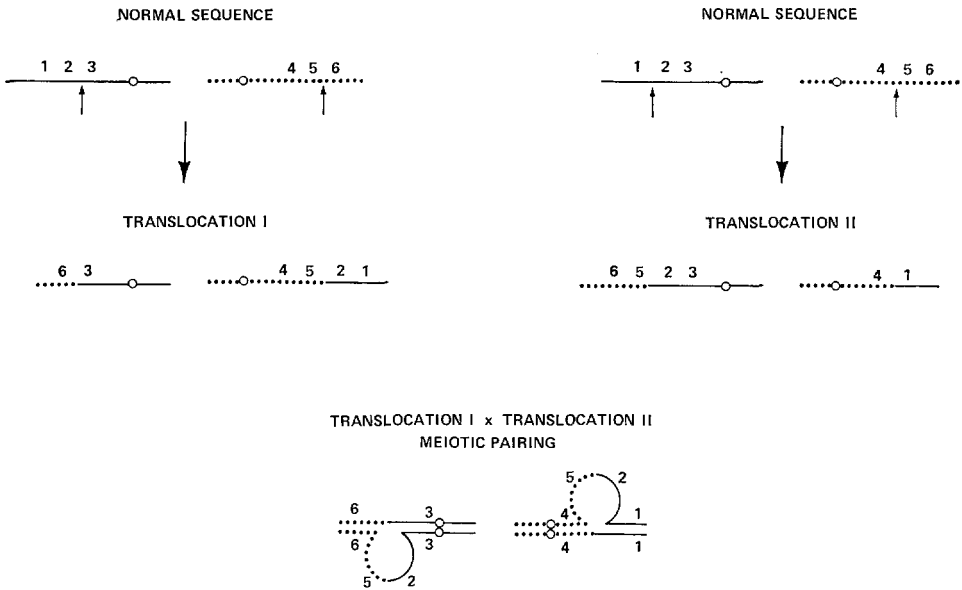 NORMAL SEQUENCE
1 2 3
4 5 6
TRANSLOCATION I
6 3
4 5 2 1
NORMAL SEQUENCE
1 2 3
4 5 6
TRANSLOCATION II
6 5 2 3
4 1
TRANSLOCATION I x TRANSLOCATION II
MEIOTIC PAIRING
6 3
6 3
5 2
5 2
4 1
4 1